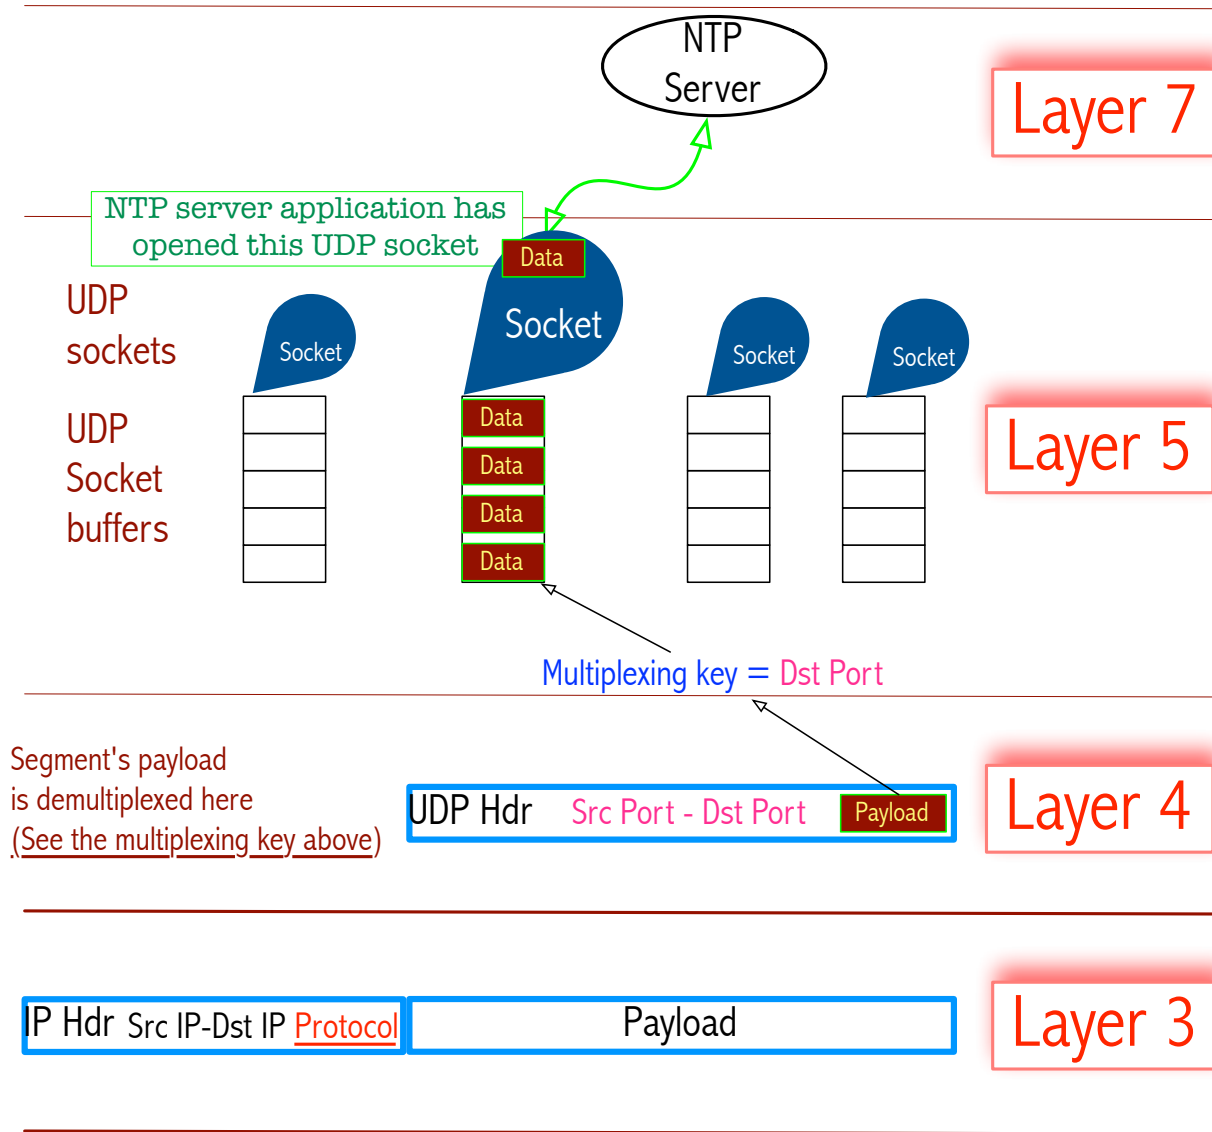 NTP
Server
Layer 7
NTP server application has
opened this UDP socket
Data
UDP
sockets
Socket
Socket
Socket
Socket
UDP
Socket
buffers
Data
Data
Data
Data
Layer 5
Multiplexing key = Dst Port
Segment's payload
is demultiplexed here
(See the multiplexing key above)
UDP Hdr Src Port - Dst Port Payload
Layer 4
IP Hdr Src IP-Dst IP Protocol Payload
Layer 3